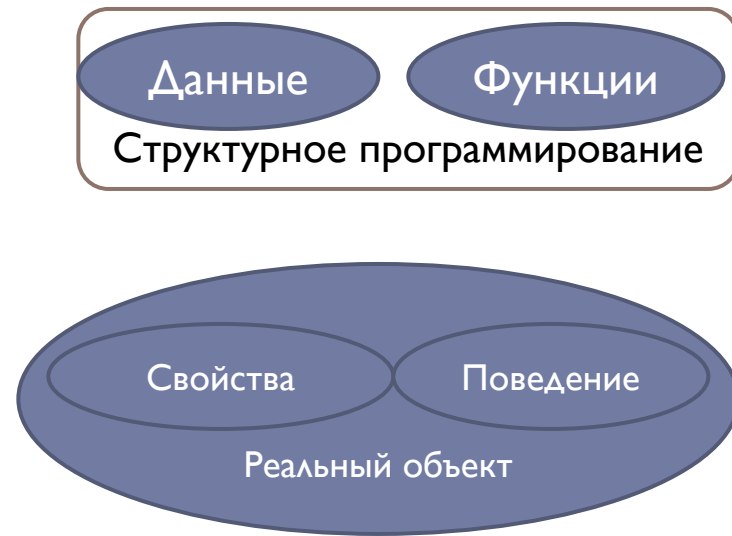 Данные Функции
Структурное программирование
Свойства Поведение
Реальный объект